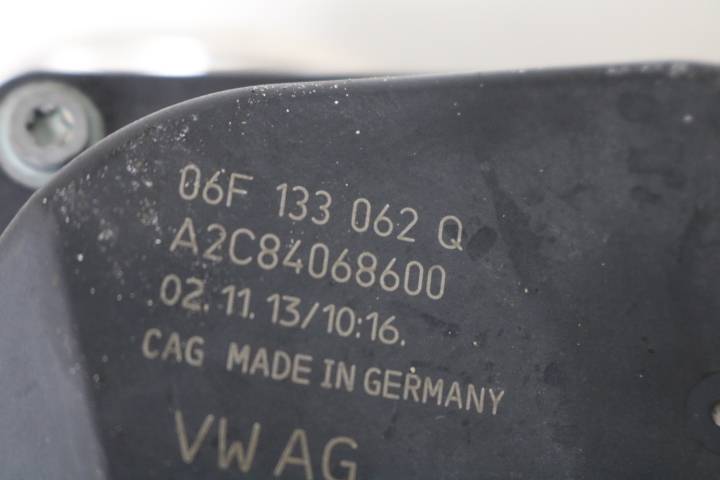 06F 133 062 Q
A2C84068600
02.11.13/10:16.
CAG MADE IN GERMANY
VW AG